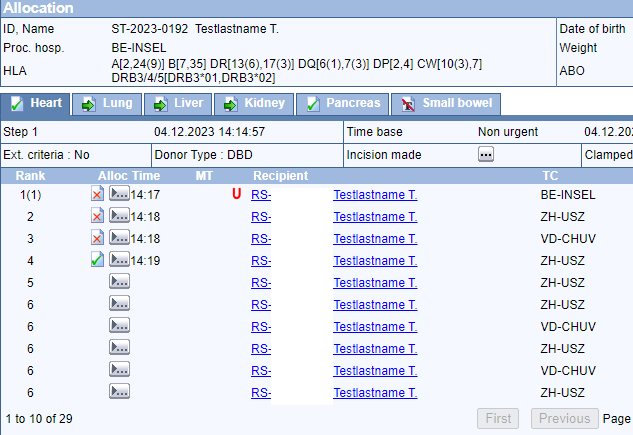 Allocation
ID, Name ST-2023-0192 Testlastname T. Date of birth
Proc. hosp. BE-INSEL Weight
HLA A[2,24(9)] B[7,35] DR[13(6),17(3)] DQ[6(1),7(3)] DP[2,4] CW[10(3),7] ABO
DRB3/4/5[DRB3*01,DRB3*02]
Heart Lung Liver Kidney Pancreas Small bowel
Step 1 04.12.2023 14:14:57 Time base Non urgent 04.12.202
Ext. criteria : No Donor Type : DBD Incision made ... Clamped
Rank Alloc Time MT Recipient TC
1(1) ... 14:17 U RS- Testlastname T. BE-INSEL
2 ... 14:18 RS- Testlastname T. ZH-USZ
3 ... 14:18 RS- Testlastname T. VD-CHUV
4 ... 14:19 RS- Testlastname T. ZH-USZ
5 ... RS- Testlastname T. ZH-USZ
6 ... RS- Testlastname T. ZH-USZ
6 ... RS- Testlastname T. VD-CHUV
6 ... RS- Testlastname T. ZH-USZ
6 ... RS- Testlastname T. VD-CHUV
6 ... RS- Testlastname T. ZH-USZ
1 to 10 of 29 First Previous Page